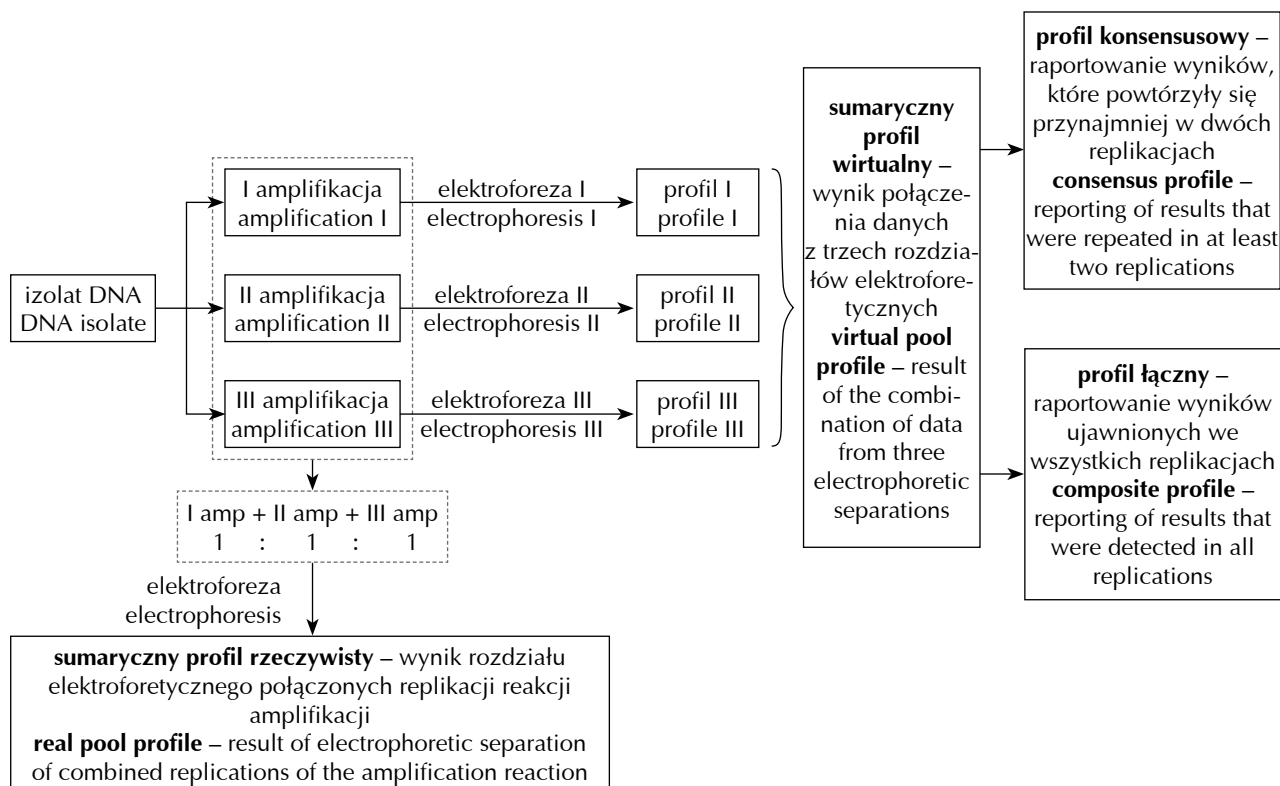 izolat DNA
DNA isolate
I amplifikacja
amplification I
elektroforeza I
electrophoresis I
profil I
profile I
II amplifikacja
amplification II
elektroforeza II
electrophoresis II
profil II
profile II
III amplifikacja
amplification III
elektroforeza III
electrophoresis III
profil III
profile III
I amp + II amp + III amp
1 : 1 : 1
elektroforeza
electrophoresis
sumaryczny profil rzeczywisty – wynik rozdziału
elektroforetycznego połączonych replikacji reakcji
amplifikacji
real pool profile – result of electrophoretic separation
of combined replications of the amplification reaction
sumaryczny
profil
wirtualny –
wynik połącze-
nia danych
z trzech rozdzia-
łów elektrofore-
tycznych
virtual pool
profile – result
of the combi-
nation of data
from three
electrophoretic
separations
profil konsensusowy –
raportowanie wyników,
które powtórzyły się
przynajmniej w dwóch
replikacjach
consensus profile –
reporting of results that
were repeated in at least
two replications
profil łączny –
raportowanie wyników
ujawnionych we
wszystkich replikacjach
composite profile –
reporting of results that
were detected in all
replications